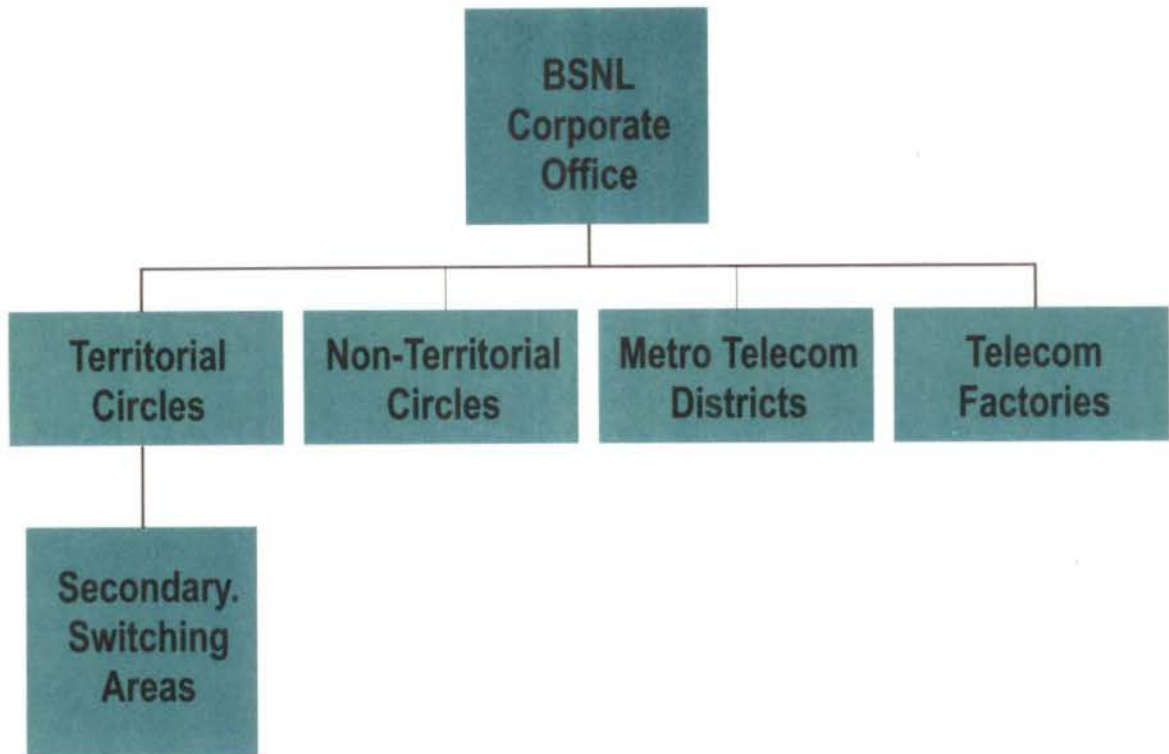 BSNL
Corporate
Office
Territorial
Circles
Non-Territorial
Circles
Metro Telecom
Districts
Telecom
Factories
Secondary.
Switching
Areas